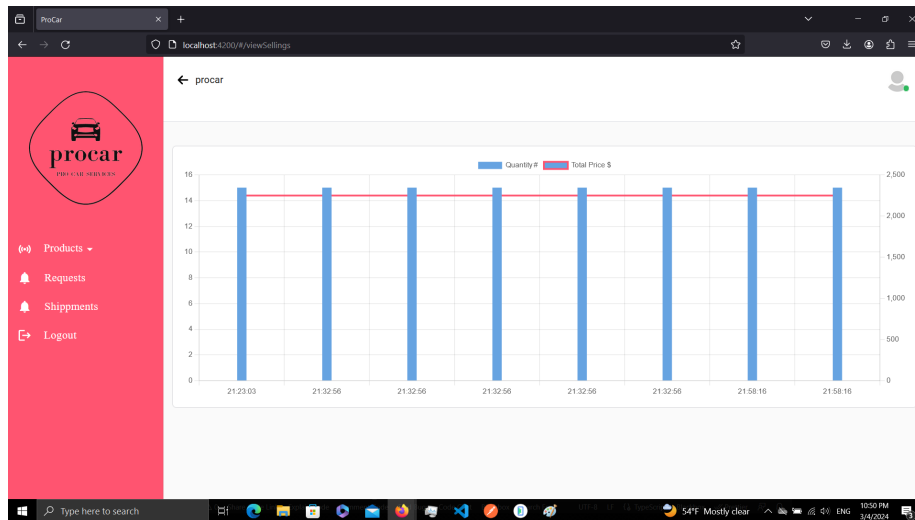 ProCar
localhost:4200/#/viewSellings
procar
procar
PRO CAR SERVICES
Products
Requests
Shippments
Logout
Quantity# Total Price $
16
14
12
10
8
6
4
2
0
2,500
2,000
1,500
1,000
500
0
21:23:03 21:32:56 21:32:56 21:32:56 21:32:56 21:32:56 21:58:16 21:58:16
Type here to search
54°F Mostly clear
ENG
10:50 PM
3/4/2024